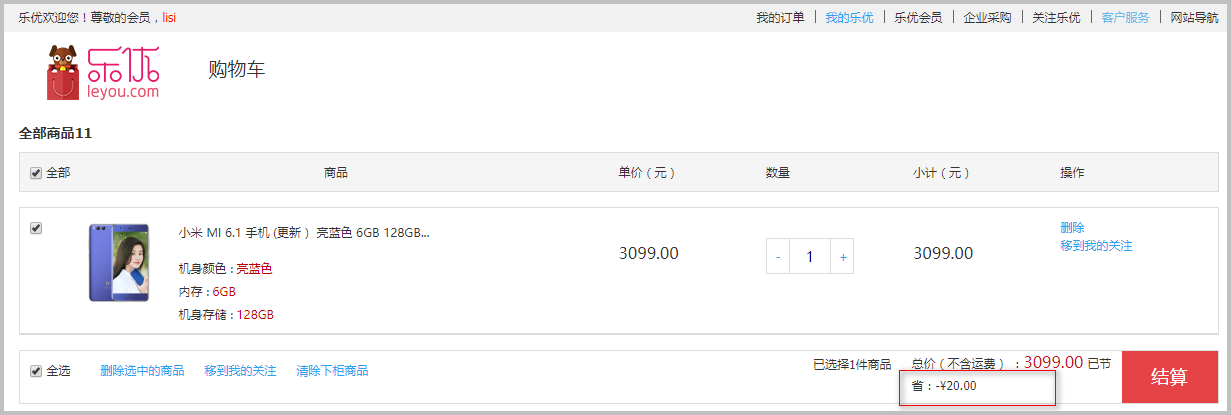 乐优欢迎您！尊敬的会员，lisi
我的订单 | 我的乐优 | 乐优会员 | 企业采购 | 关注乐优 | 客户服务 | 网站导航
乐优
leyou.com
购物车
全部商品11
全部 商品 单价（元） 数量 小计（元） 操作
小米 MI 6.1 手机 (更新 ） 亮蓝色 6GB 128GB...
机身颜色 : 亮蓝色
内存 : 6GB
机身存储 : 128GB
3099.00
- 1 +
3099.00
删除
移到我的关注
全选 删除选中的商品 移到我的关注 清除下柜商品
已选择1件商品
总价（不含运费） ：3099.00 已节
省：-¥20.00
结算